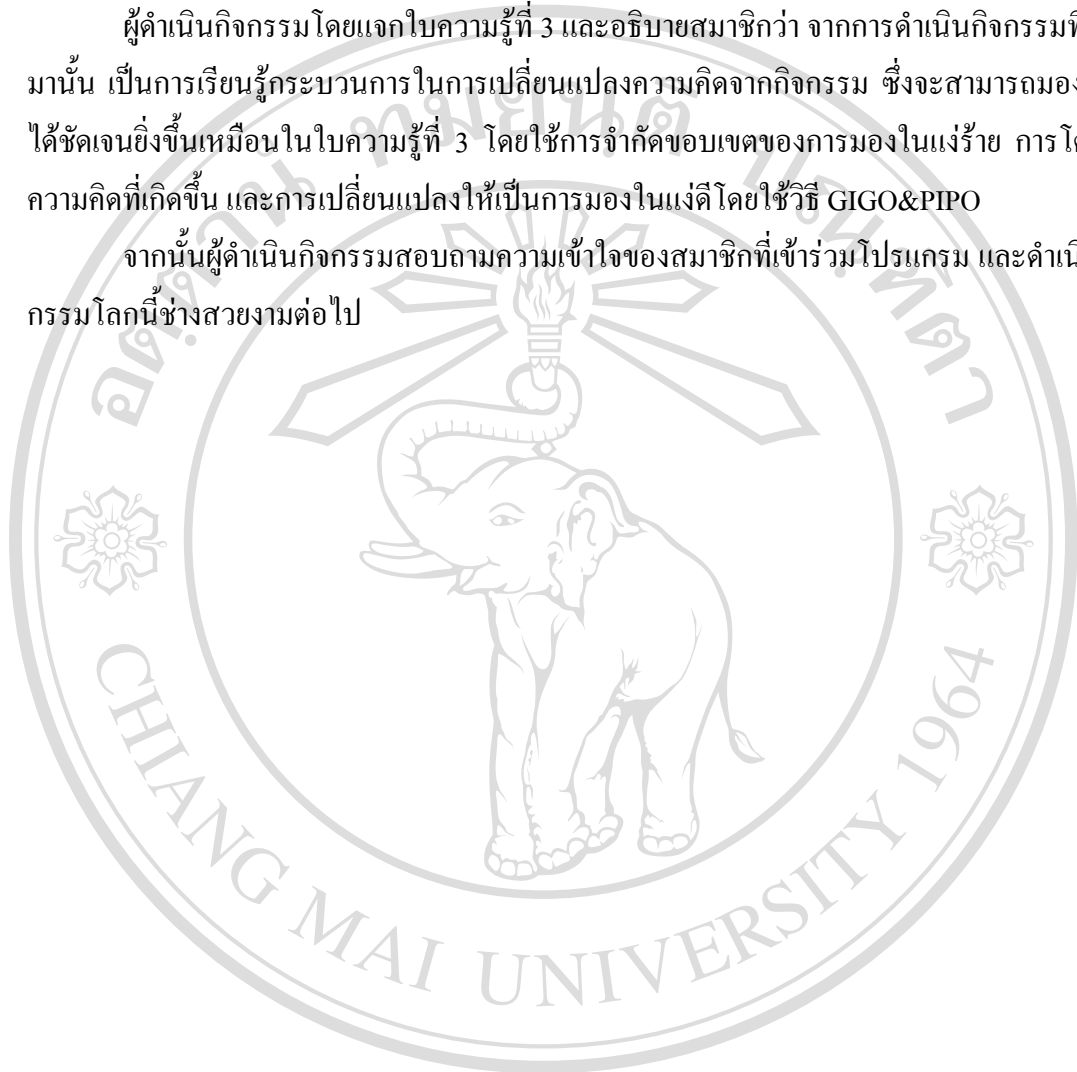 ผู้ดำเนินกิจกรรมโดยแจกใบความรู้ที่ 3 และอธิบายสมาชิกว่า จากการดำเนินกิจกรรม
มานั้น เป็นการเรียนรู้กระบวนการในการเปลี่ยนแปลงความคิดจากกิจกรรม ซึ่งจะสามารถมอง
ได้ชัดเจนยิ่งขึ้นเหมือนในใบความรู้ที่ 3 โดยใช้การจำกัดขอบเขตของการมองในแง่ร้าย
ความคิดที่เกิดขึ้น และการเปลี่ยนแปลงให้เป็นการมองในแง่ดีโดยใช้วิธี GIGO&PIPO
จากนั้นผู้ดำเนินกิจกรรมสอบถามความเข้าใจของสมาชิกที่เข้าร่วมโปรแกรม
กรรมโลกนี้ช่างสวยงามต่อไป
CHIANG MAI UNIVERSITY 1964